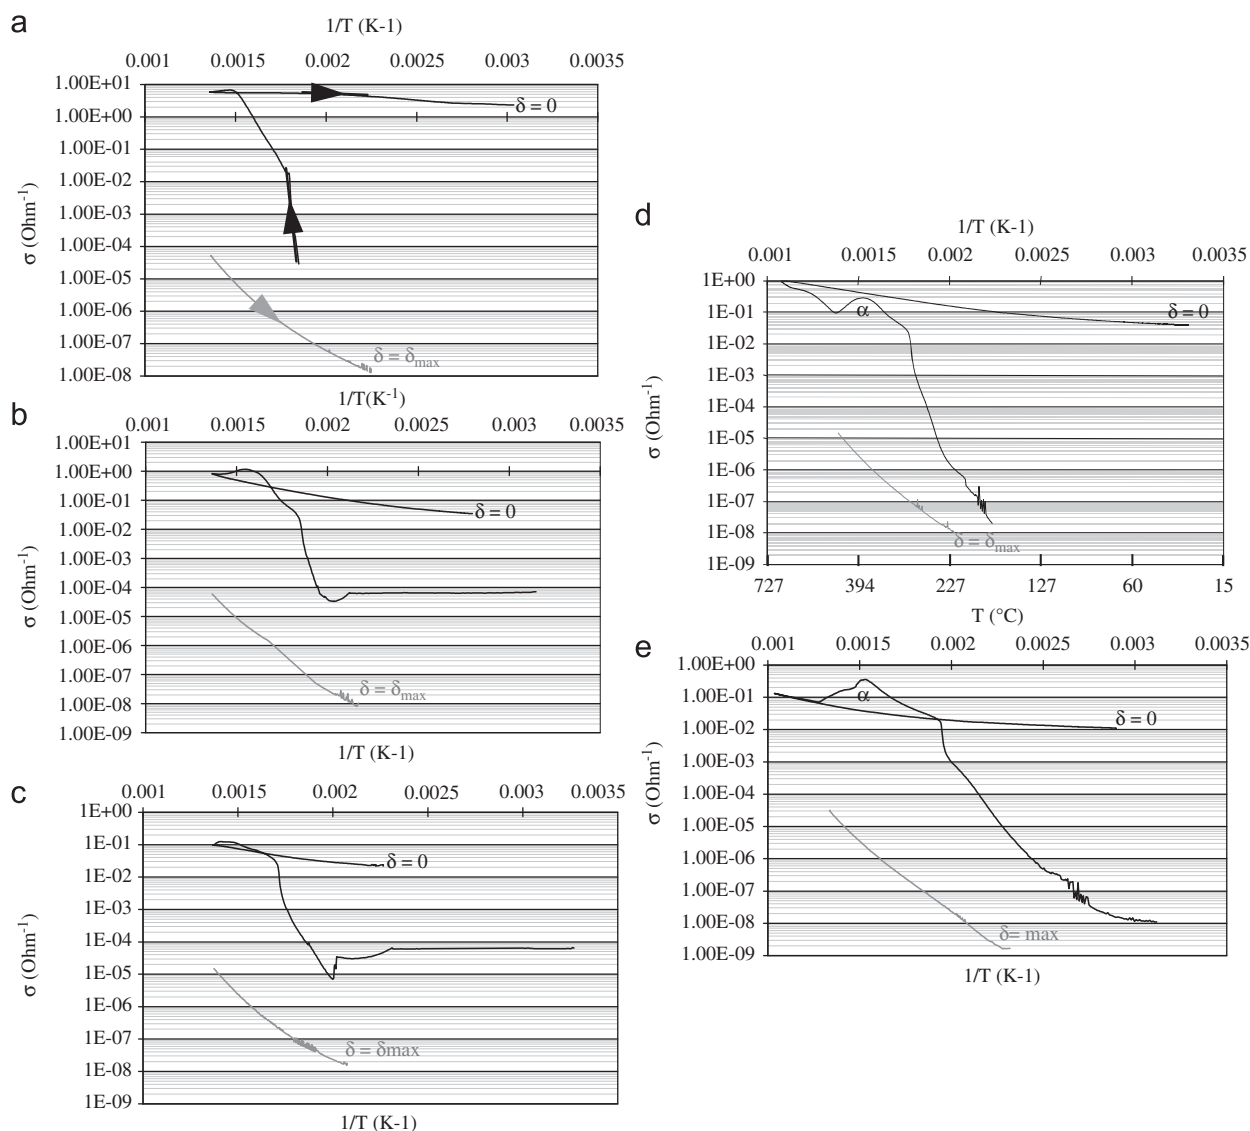 a
1/T (K-1)
0.001 0.0015 0.002 0.0025 0.003 0.0035
1.00E+01
1.00E+00
1.00E-01
1.00E-02
1.00E-03
1.00E-04
1.00E-05
1.00E-06
1.00E-07
1.00E-08
σ (Ohm-1)
δ = 0
δ = δmax
b
1/T(K-1)
0.001 0.0015 0.002 0.0025 0.003 0.0035
1.00E+01
1.00E+00
1.00E-01
1.00E-02
1.00E-03
1.00E-04
1.00E-05
1.00E-06
1.00E-07
1.00E-08
1.00E-09
σ (Ohm-1)
δ = 0
δ = δmax
1/T (K-1)
c
0.001 0.0015 0.002 0.0025 0.003 0.0035
1E+00
1E-01
1E-02
1E-03
1E-04
1E-05
1E-06
1E-07
1E-08
1E-09
σ (Ohm-1)
δ = 0
δ = δmax
1/T (K-1)
d
1/T (K-1)
0.001 0.0015 0.002 0.0025 0.003 0.0035
1E+00
1E-01
1E-02
1E-03
1E-04
1E-05
1E-06
1E-07
1E-08
1E-09
σ (Ohm-1)
α
δ = 0
δ = δmax
727 394 227 127 60 15
T (°C)
e
0.001 0.0015 0.002 0.0025 0.003 0.0035
1.00E+00
1.00E-01
1.00E-02
1.00E-03
1.00E-04
1.00E-05
1.00E-06
1.00E-07
1.00E-08
1.00E-09
σ (Ohm-1)
α
δ = 0
δ= max
1/T (K-1)